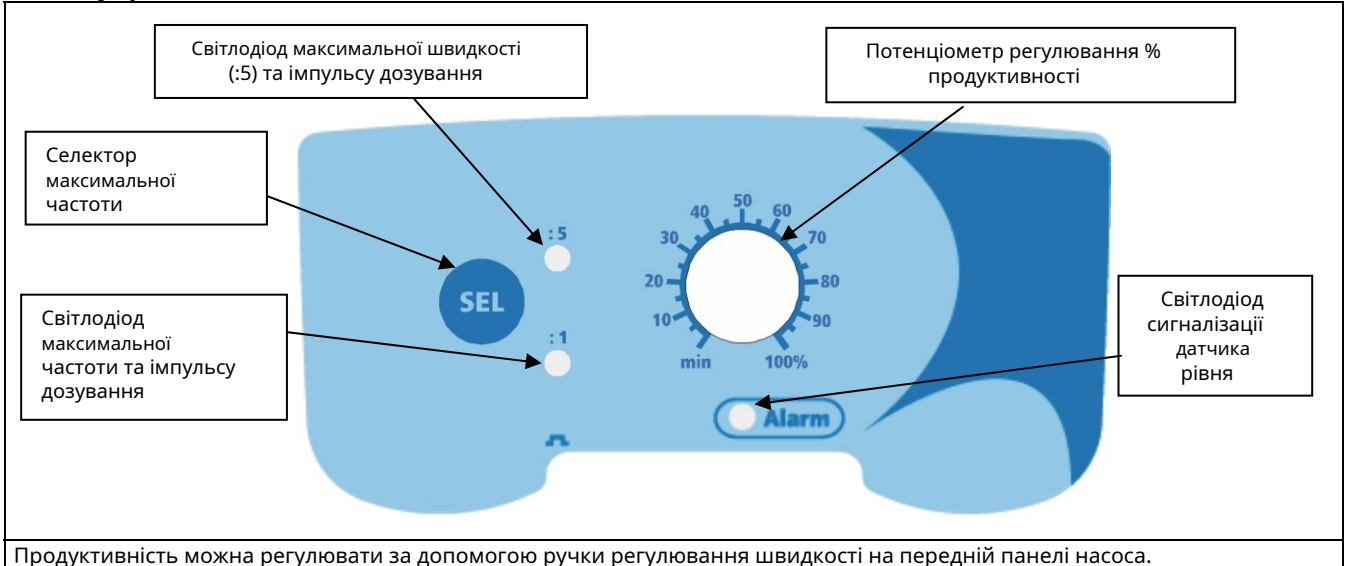 Світлодіод максимальної швидкості
(:5) та імпульсу дозування
Потенціометр регулювання %
продуктивності
Селектор
максимальної
частоти
Світлодіод
максимальної
частоти та імпульсу
дозування
Світлодіод
сигналізації
датчика
рівня
SEL
: 5
: 1
min
10
20
30
40
50
60
70
80
90
100%
Alarm
Продуктивність можна регулювати за допомогою ручки регулювання швидкості на передній панелі насоса.